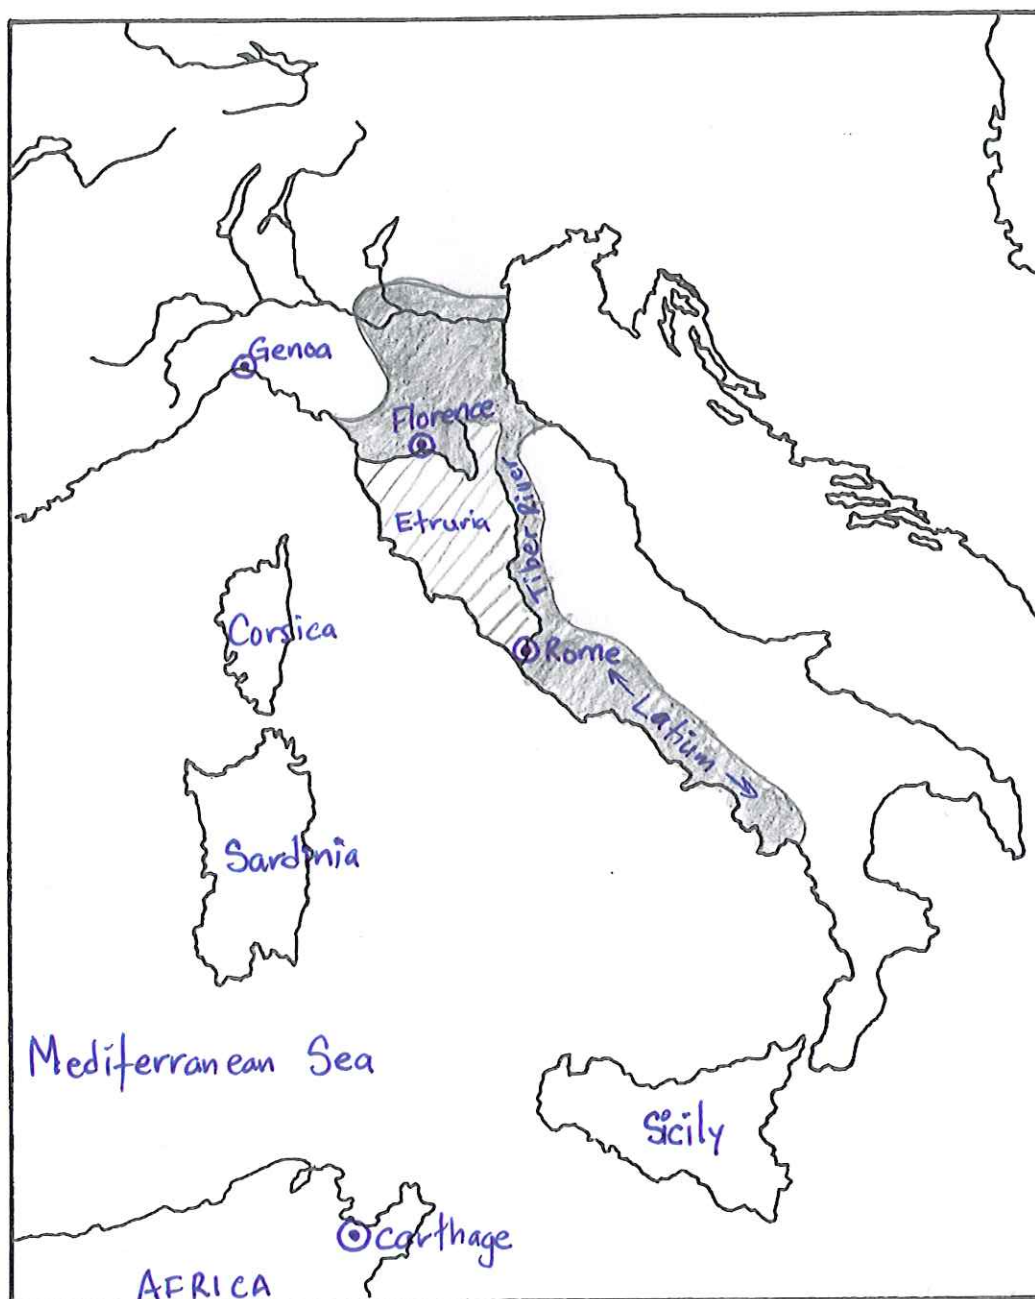 Genoa
Florence
Etruria
Tiber River
Corsica
Rome
Latium
Sardinia
Mediterranean Sea
Sicily
Carthage
AFRICA